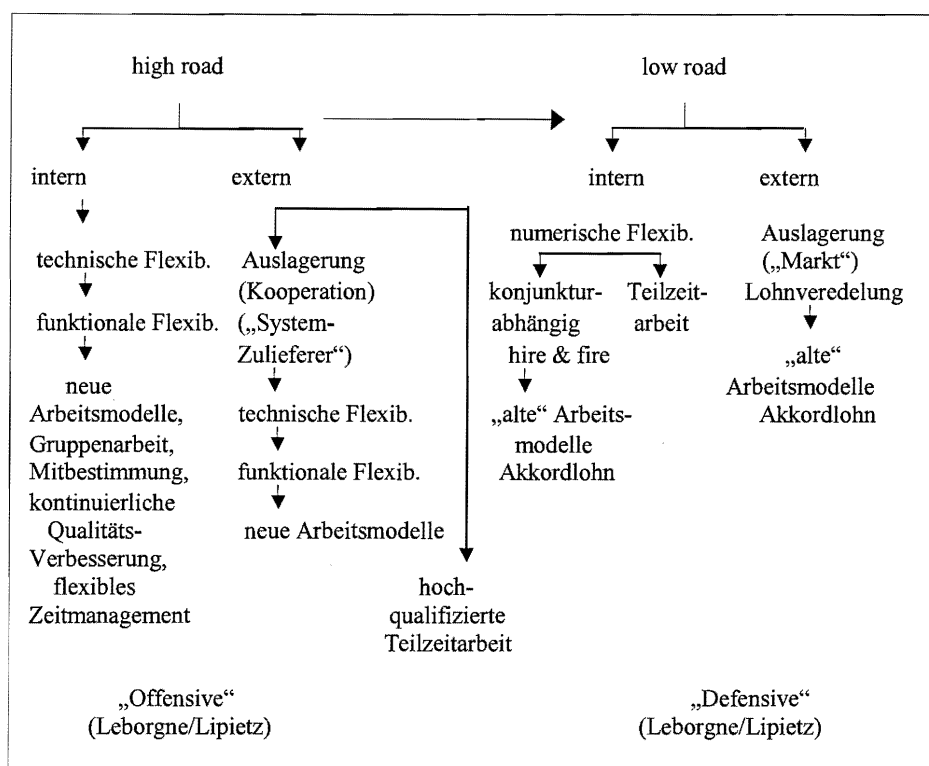 high road
low road
intern
extern
intern
extern
technische Flexib.
funktionale Flexib.
neue
Arbeitsmodelle,
Gruppenarbeit,
Mitbestimmung,
kontinuierliche
Qualitäts-
Verbesserung,
flexibles
Zeitmanagement
Auslagerung
(Kooperation)
(„System-
Zulieferer“)
technische Flexib.
funktionale Flexib.
neue Arbeitsmodelle
hoch-
qualifizierte
Teilzeitarbeit
numerische Flexib.
konjunktur-
abhängig
hire & fire
„alte“ Arbeits-
modelle
Akkordlohn
Teilzeit-
arbeit
Auslagerung
(„Markt“)
Lohnveredelung
„alte“
Arbeitsmodelle
Akkordlohn
„Offensive“
(Leborgne/Lipietz)
„Defensive“
(Leborgne/Lipietz)